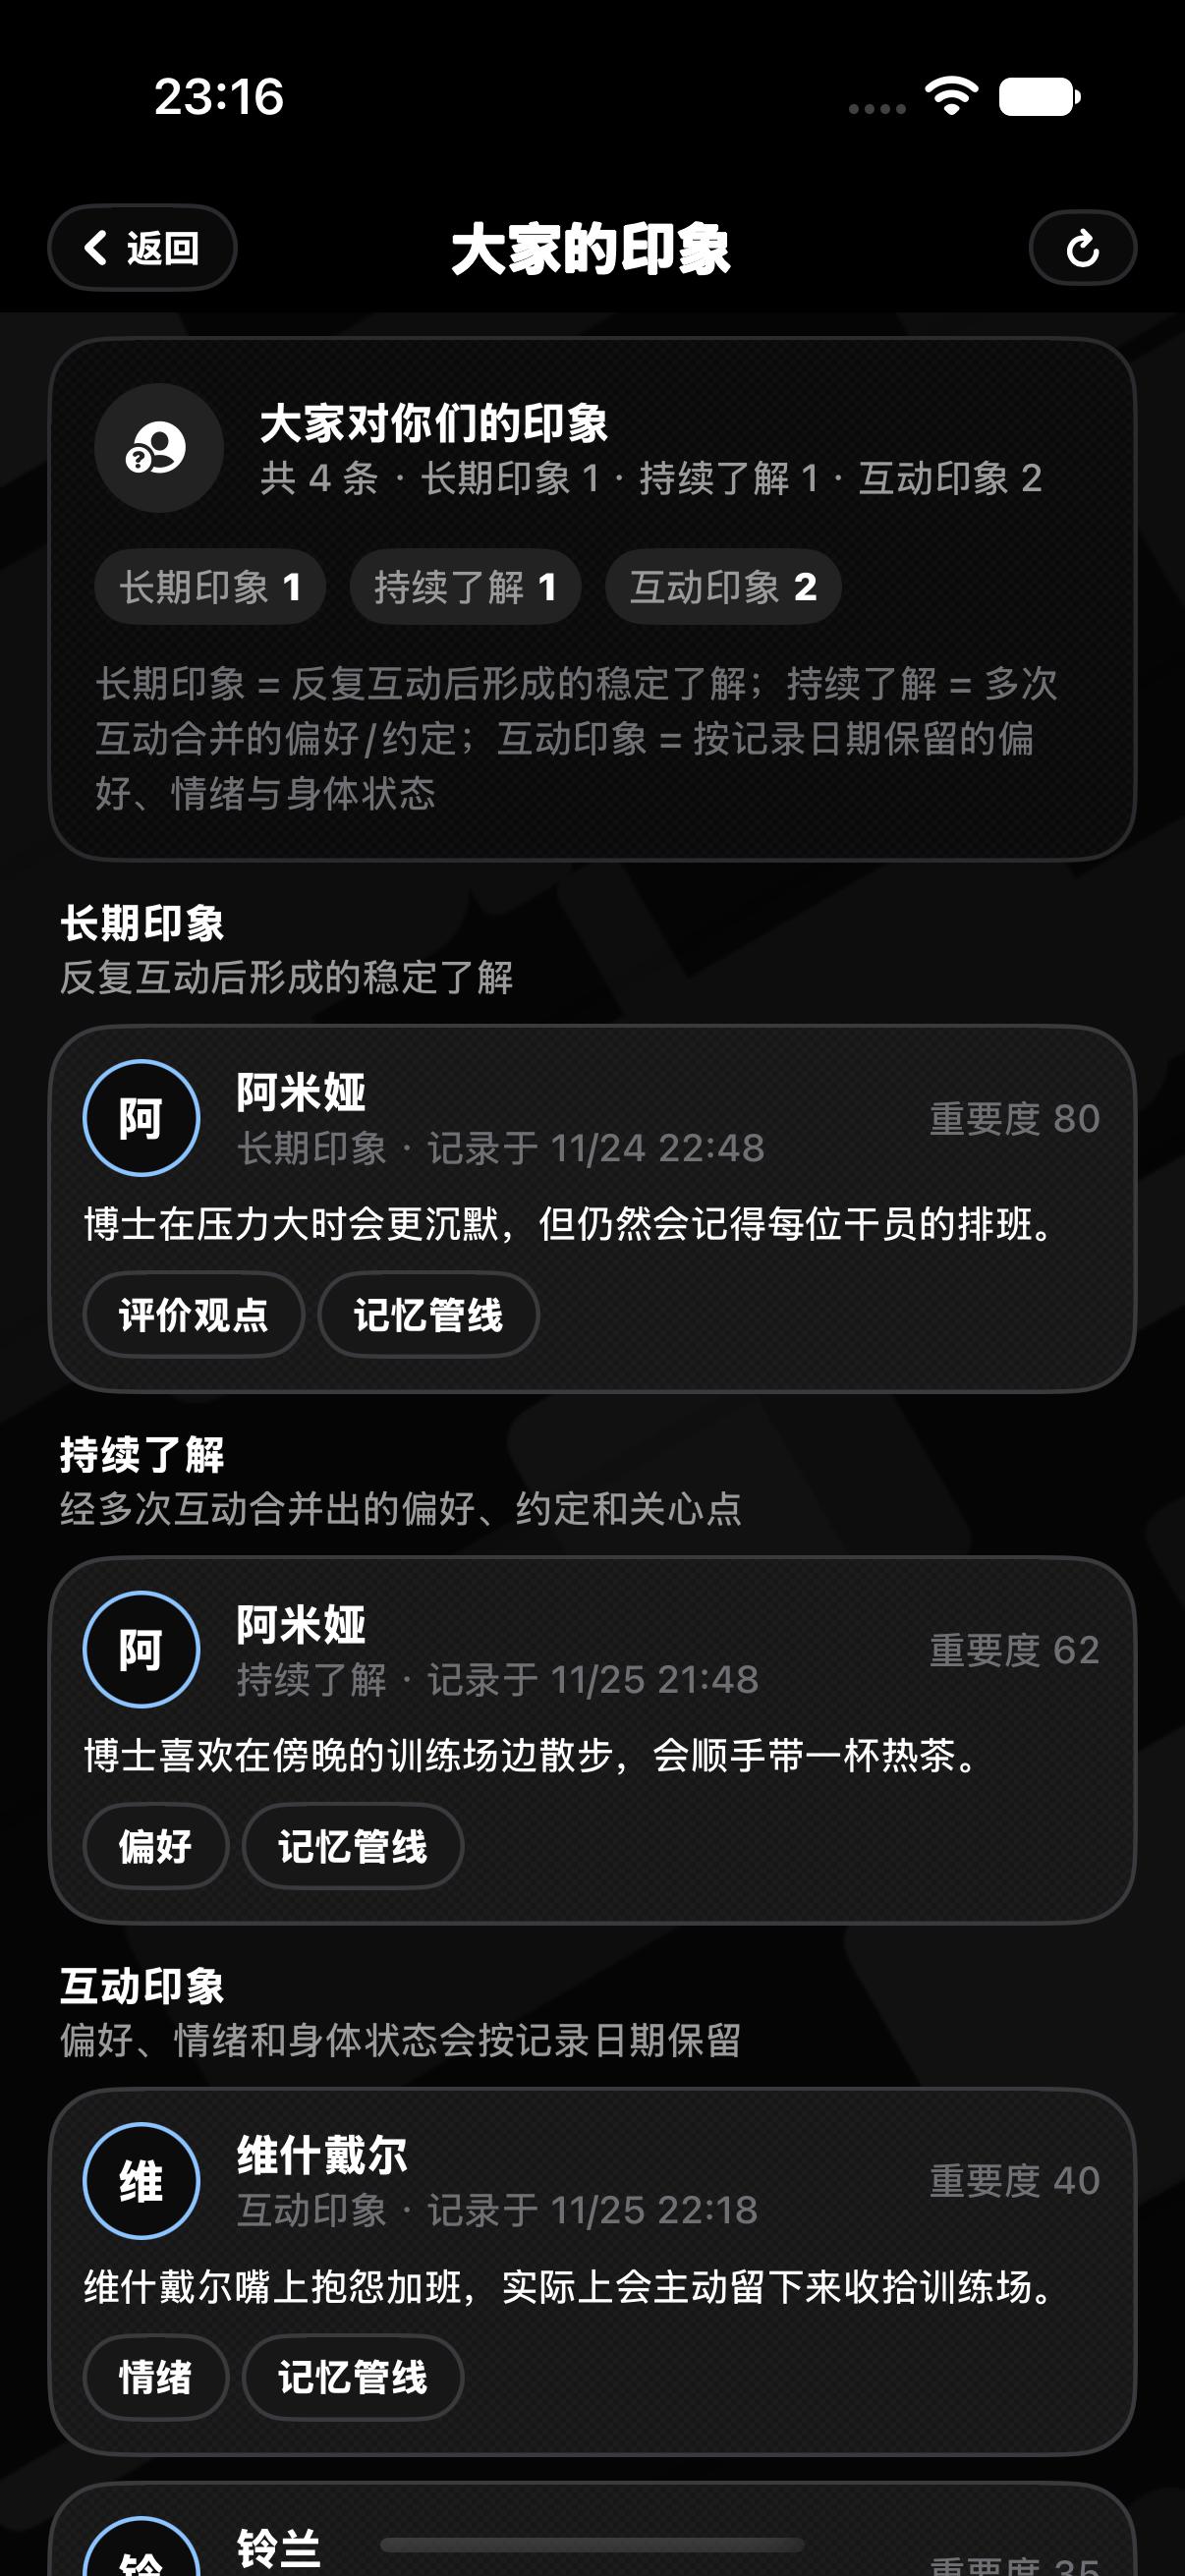 23:16
返回
大家的印象
大家对你们的印象
共 4 条 · 长期印象 1 · 持续了解 1 · 互动印象 2
长期印象 1
持续了解 1
互动印象 2
长期印象 = 反复互动后形成的稳定了解；持续了解 = 多次
互动合并的偏好/约定；互动印象 = 按记录日期保留的偏
好、情绪与身体状态
长期印象
反复互动后形成的稳定了解
阿
阿米娅
长期印象 · 记录于 11/24 22:48
重要度 80
博士在压力大时会更沉默，但仍然会记得每位干员的排班。
评价观点
记忆管线
持续了解
经多次互动合并出的偏好、约定和关心点
阿
阿米娅
持续了解 · 记录于 11/25 21:48
重要度 62
博士喜欢在傍晚的训练场边散步，会顺手带一杯热茶。
偏好
记忆管线
互动印象
偏好、情绪和身体状态会按记录日期保留
维
维什戴尔
互动印象 · 记录于 11/25 22:18
重要度 40
维什戴尔嘴上抱怨加班，实际上会主动留下来收拾训练场。
情绪
记忆管线
铃
铃兰
重要度 35